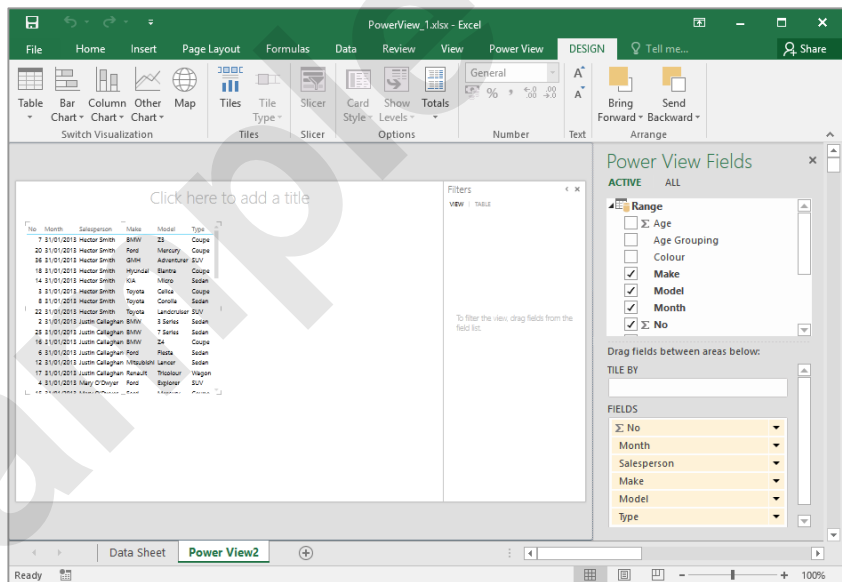 PowerView_1.xlsx - Excel
File Home Insert Page Layout Formulas Data Review View Power View DESIGN Tell me... Share
Table Bar Chart Column Chart Other Chart Map Tiles Tile Type Slicer Card Style Show Levels Totals General % , Bring Forward Send Backward
Switch Visualization Tiles Slicer Options Number Text Arrange
Click here to add a title
No Month Salesperson Make Model Type
7 31/01/2013 Hector Smith BMW Z3 Coupe
20 31/01/2013 Hector Smith Ford Mercury Coupe
36 31/01/2013 Hector Smith GMH Adventurer SUV
18 31/01/2013 Hector Smith Hyundai Elantra Coupe
14 31/01/2013 Hector Smith KIA Micro Sedan
3 31/01/2013 Hector Smith Toyota Celica Coupe
8 31/01/2013 Hector Smith Toyota Corolla Sedan
22 31/01/2013 Hector Smith Toyota Landcruiser SUV
2 31/01/2013 Justin Callaghan BMW 3 Series Sedan
25 31/01/2013 Justin Callaghan BMW 7 Series Sedan
16 31/01/2013 Justin Callaghan BMW Z4 Coupe
6 31/01/2013 Justin Callaghan Ford Fiesta Sedan
12 31/01/2013 Justin Callaghan Mitsubishi Lancer Sedan
17 31/01/2013 Justin Callaghan Renault Tricolour Wagon
4 31/01/2013 Mary O'Dwyer Ford Explorer SUV
Filters
VIEW | TABLE
To filter the view, drag fields from the
field list.
Power View Fields
ACTIVE ALL
Range
Σ Age
Age Grouping
Colour
Make
Model
Month
Σ No
Drag fields between areas below:
TILE BY
FIELDS
Σ No
Month
Salesperson
Make
Model
Type
Data Sheet Power View2
Ready 100%
ample